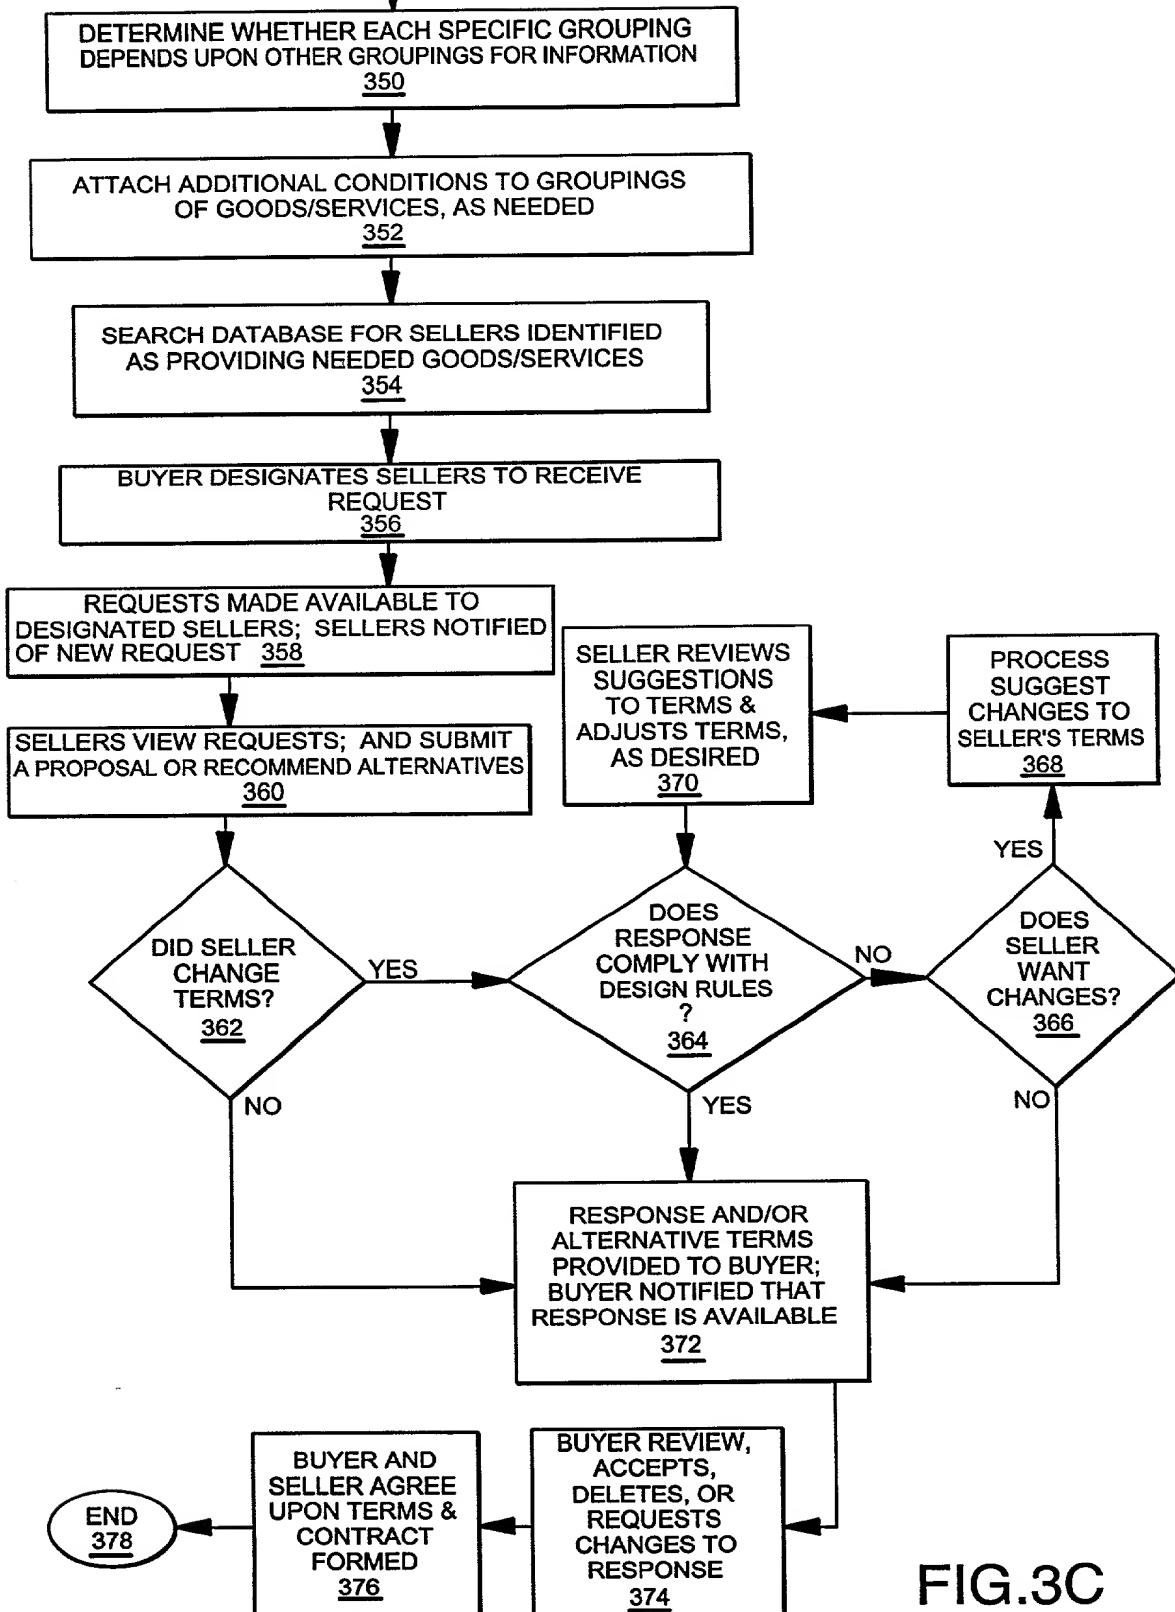 DETERMINE WHETHER EACH SPECIFIC GROUPING
DEPENDS UPON OTHER GROUPINGS FOR INFORMATION
350
ATTACH ADDITIONAL CONDITIONS TO GROUPINGS
OF GOODS/SERVICES, AS NEEDED
352
SEARCH DATABASE FOR SELLERS IDENTIFIED
AS PROVIDING NEEDED GOODS/SERVICES
354
BUYER DESIGNATES SELLERS TO RECEIVE
REQUEST
356
REQUESTS MADE AVAILABLE TO
DESIGNATED SELLERS; SELLERS NOTIFIED
OF NEW REQUEST 358
SELLERS VIEW REQUESTS; AND SUBMIT
A PROPOSAL OR RECOMMEND ALTERNATIVES
360
SELLER REVIEWS
SUGGESTIONS
TO TERMS &
ADJUSTS TERMS,
AS DESIRED
370
PROCESS
SUGGEST
CHANGES TO
SELLER'S TERMS
368
DID SELLER
CHANGE
TERMS?
362
YES
NO
DOES
RESPONSE
COMPLY WITH
DESIGN RULES
?
364
NO
YES
YES
DOES
SELLER
WANT
CHANGES?
366
NO
RESPONSE AND/OR
ALTERNATIVE TERMS
PROVIDED TO BUYER;
BUYER NOTIFIED THAT
RESPONSE IS AVAILABLE
372
BUYER REVIEW,
ACCEPTS,
DELETES, OR
REQUESTS
CHANGES TO
RESPONSE
374
BUYER AND
SELLER AGREE
UPON TERMS &
CONTRACT
FORMED
376
END
378
FIG.3C